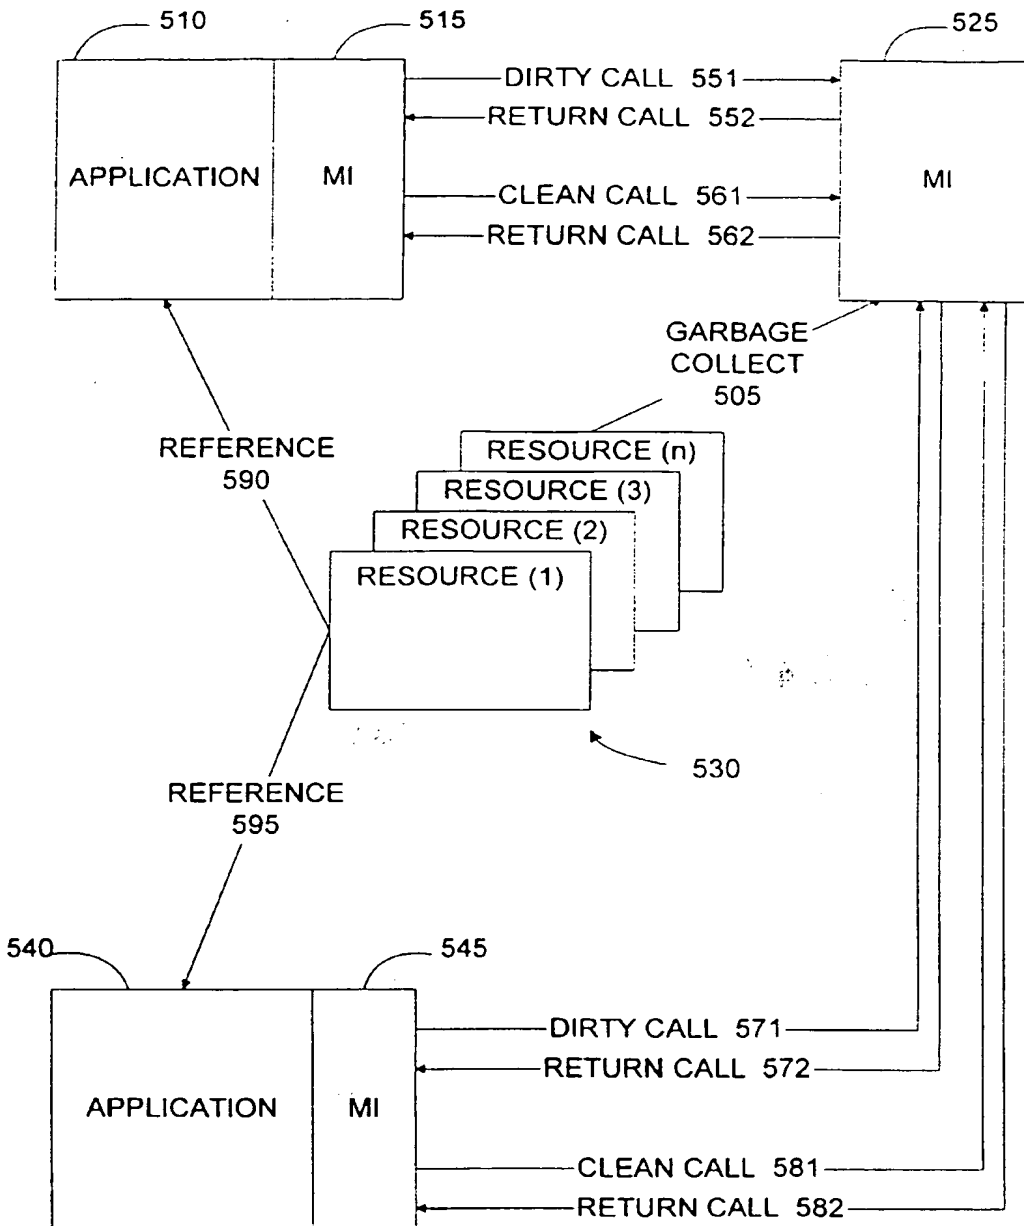 510
515
525
DIRTY CALL 551
RETURN CALL 552
APPLICATION
MI
MI
CLEAN CALL 561
RETURN CALL 562
GARBAGE
COLLECT
505
REFERENCE
590
RESOURCE (n)
RESOURCE (3)
RESOURCE (2)
RESOURCE (1)
530
REFERENCE
595
540
545
DIRTY CALL 571
RETURN CALL 572
APPLICATION
MI
CLEAN CALL 581
RETURN CALL 582